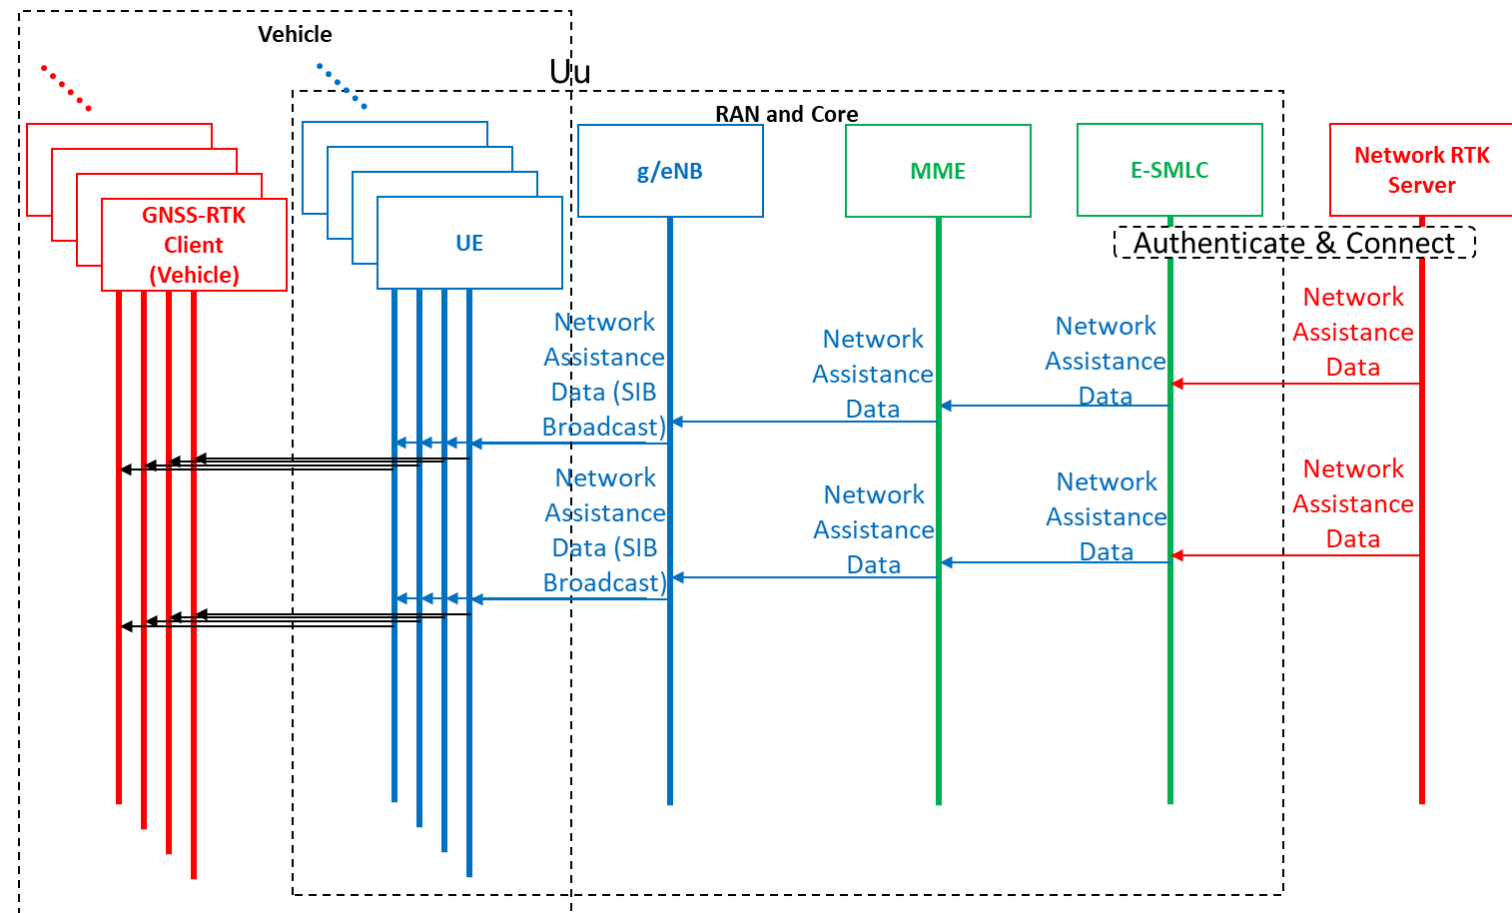 Vehicle
Uu
RAN and Core
GNSS-RTK
Client
(Vehicle)
UE
g/eNB
MME
E-SMLC
Network RTK
Server
Authenticate & Connect
Network
Assistance
Data
Network
Assistance
Data
Network
Assistance
Data
Network
Assistance
Data (SIB
Broadcast)
Network
Assistance
Data
Network
Assistance
Data
Network
Assistance
Data
Network
Assistance
Data (SIB
Broadcast)